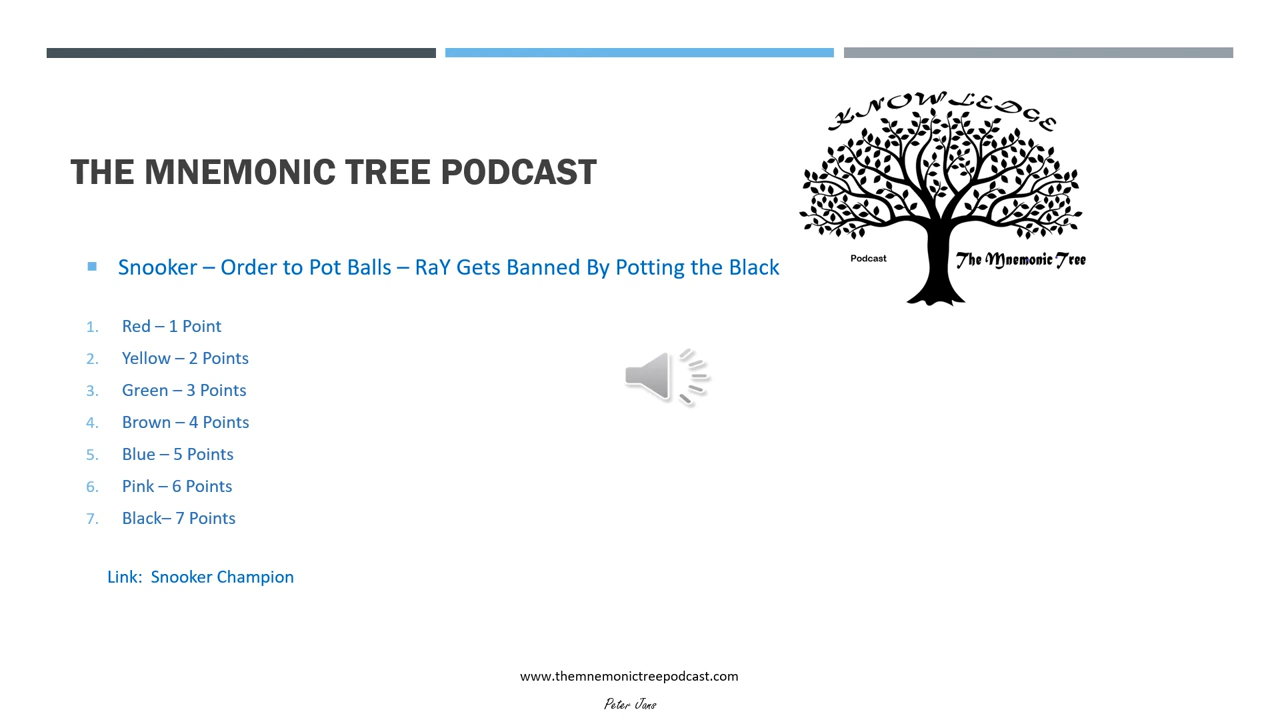 KNOWLEDGE
THE MNEMONIC TREE PODCAST
Podcast
The Mnemonic Tree
Snooker – Order to Pot Balls – RaY Gets Banned By Potting the Black
1. Red – 1 Point
2. Yellow – 2 Points
3. Green – 3 Points
4. Brown – 4 Points
5. Blue – 5 Points
6. Pink – 6 Points
7. Black– 7 Points
Link: Snooker Champion
www.themnemonictreepodcast.com
Peter Jans